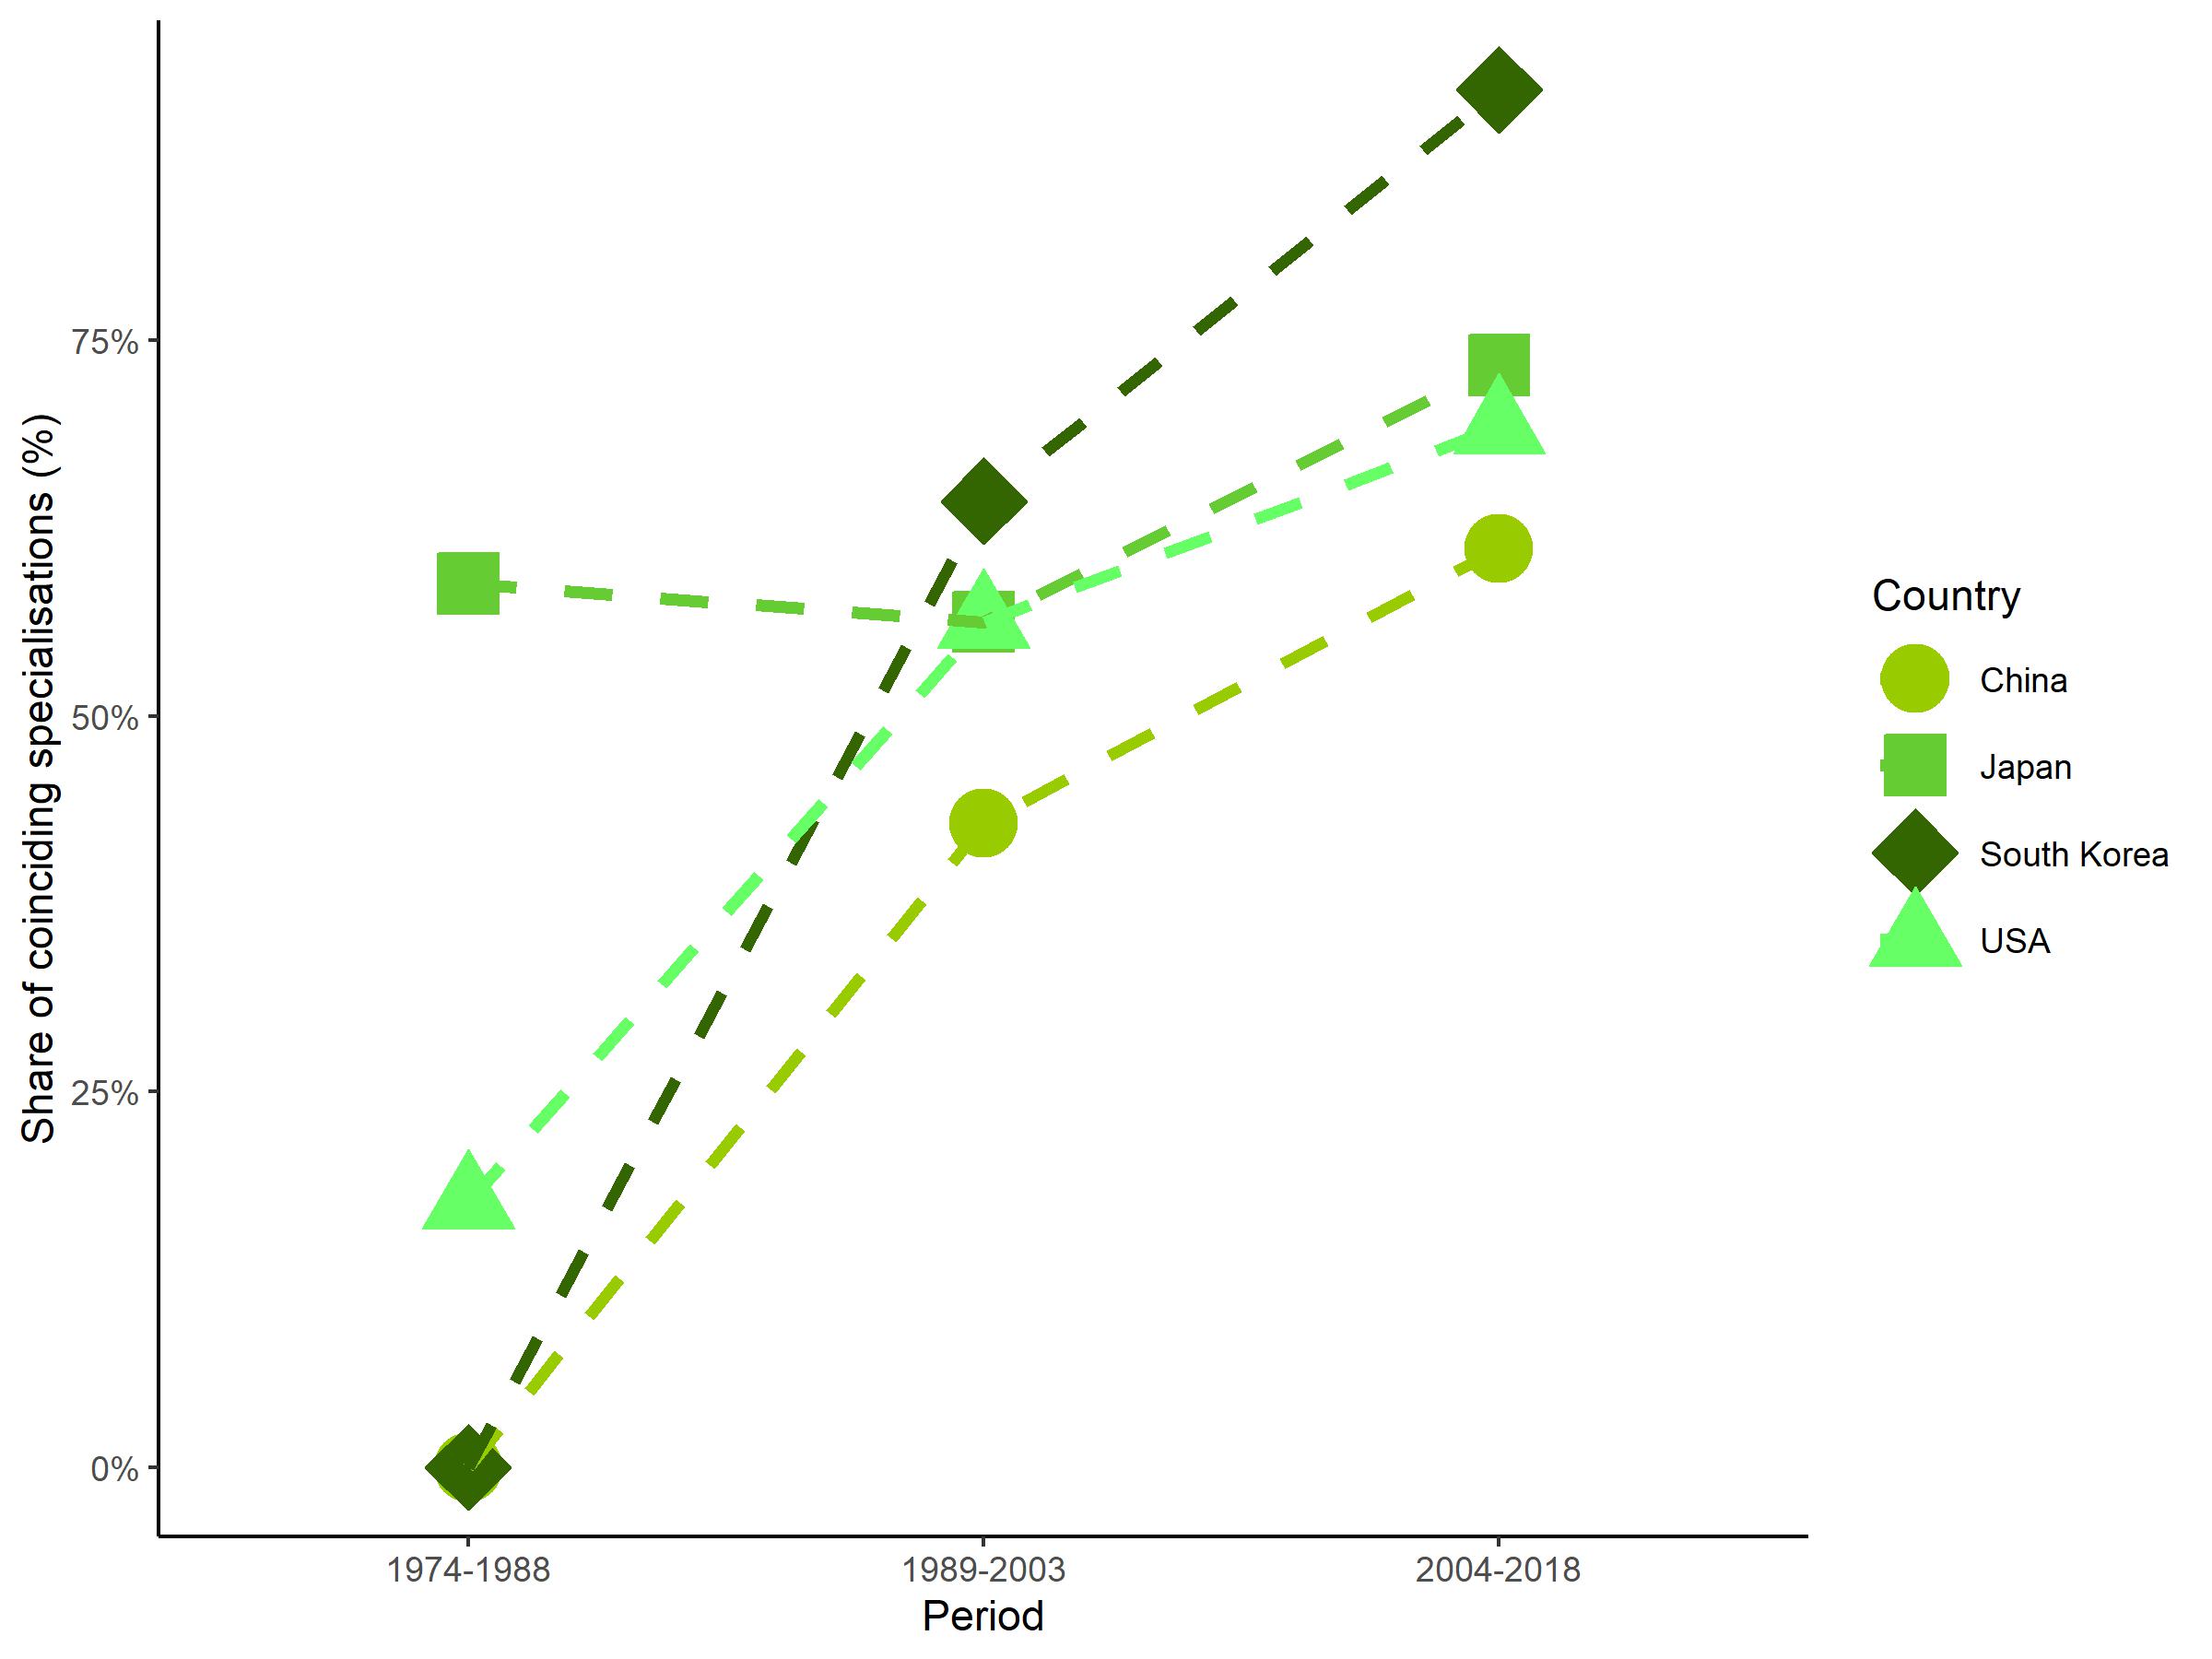 Share of coinciding specialisations (%)
75%
50%
25%
0%
1974-1988
1989-2003
2004-2018
Period
Country
China
Japan
South Korea
USA